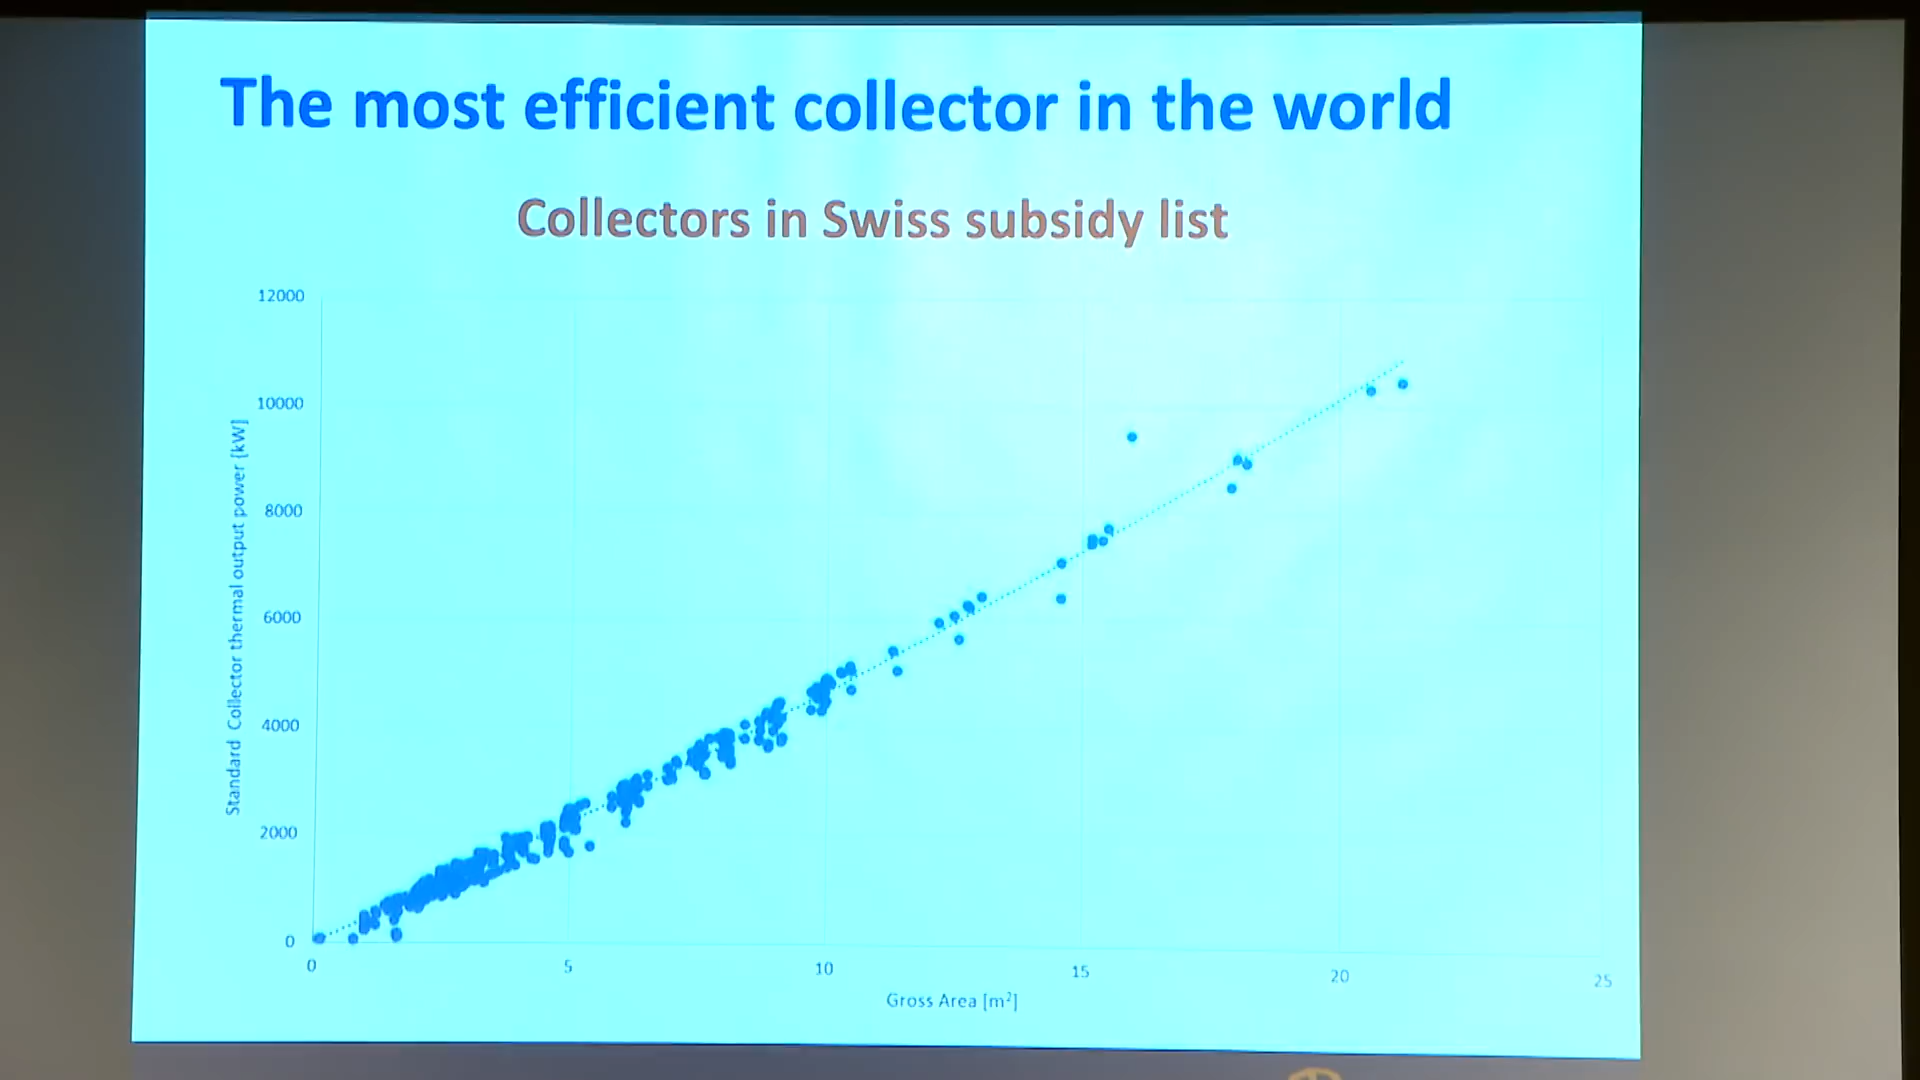 The most efficient collector in the world
Collectors in Swiss subsidy list
12000
10000
8000
6000
4000
2000
0
Standard Collector thermal output power [kW]
0 5 10 15 20 25
Gross Area [m²]